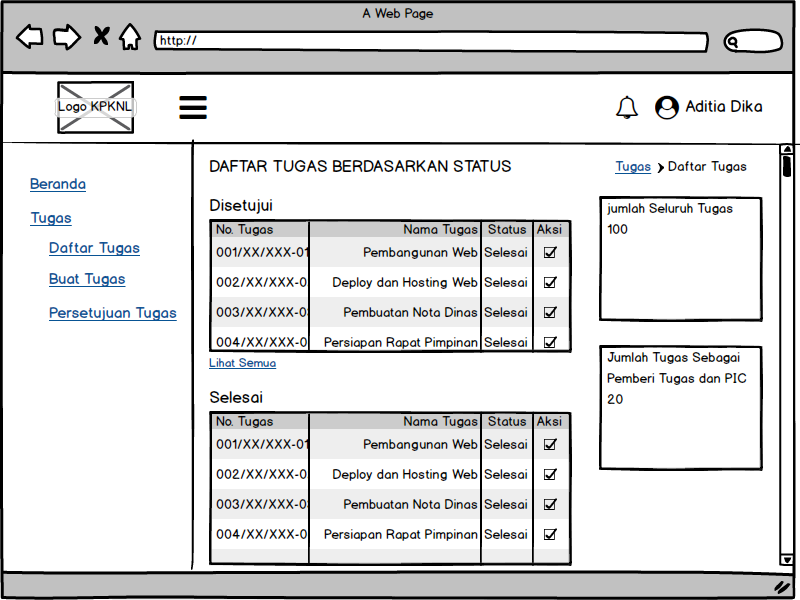 A Web Page
http://
Logo KPKNL
Aditia Dika
Beranda
Tugas
Daftar Tugas
Buat Tugas
Persetujuan Tugas
DAFTAR TUGAS BERDASARKAN STATUS
Tugas Daftar Tugas
Disetujui
No. Tugas Nama Tugas Status Aksi
001/XX/XXX-01 Pembangunan Web Selesai
002/XX/XXX-0 Deploy dan Hosting Web Selesai
003/XX/XXX-0 Pembuatan Nota Dinas Selesai
004/XX/XXX-0 Persiapan Rapat Pimpinan Selesai
Lihat Semua
Selesai
No. Tugas Nama Tugas Status Aksi
001/XX/XXX-01 Pembangunan Web Selesai
002/XX/XXX-0 Deploy dan Hosting Web Selesai
003/XX/XXX-0 Pembuatan Nota Dinas Selesai
004/XX/XXX-0 Persiapan Rapat Pimpinan Selesai
jumlah Seluruh Tugas
100
Jumlah Tugas Sebagai
Pemberi Tugas dan PIC
20